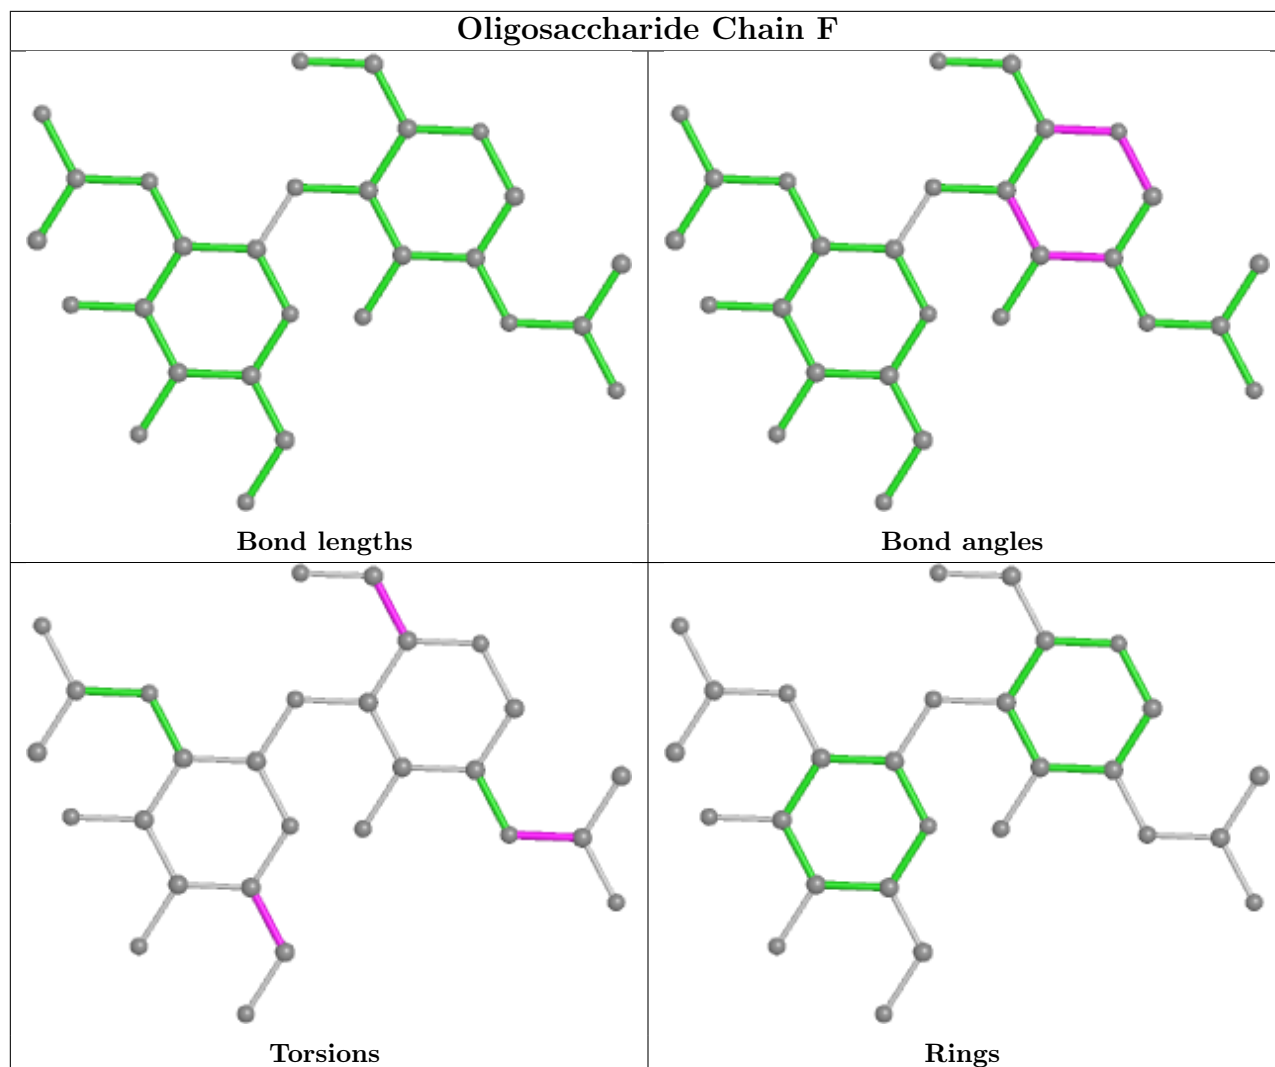 Oligosaccharide Chain F
Bond lengths
Bond angles
Torsions
Rings